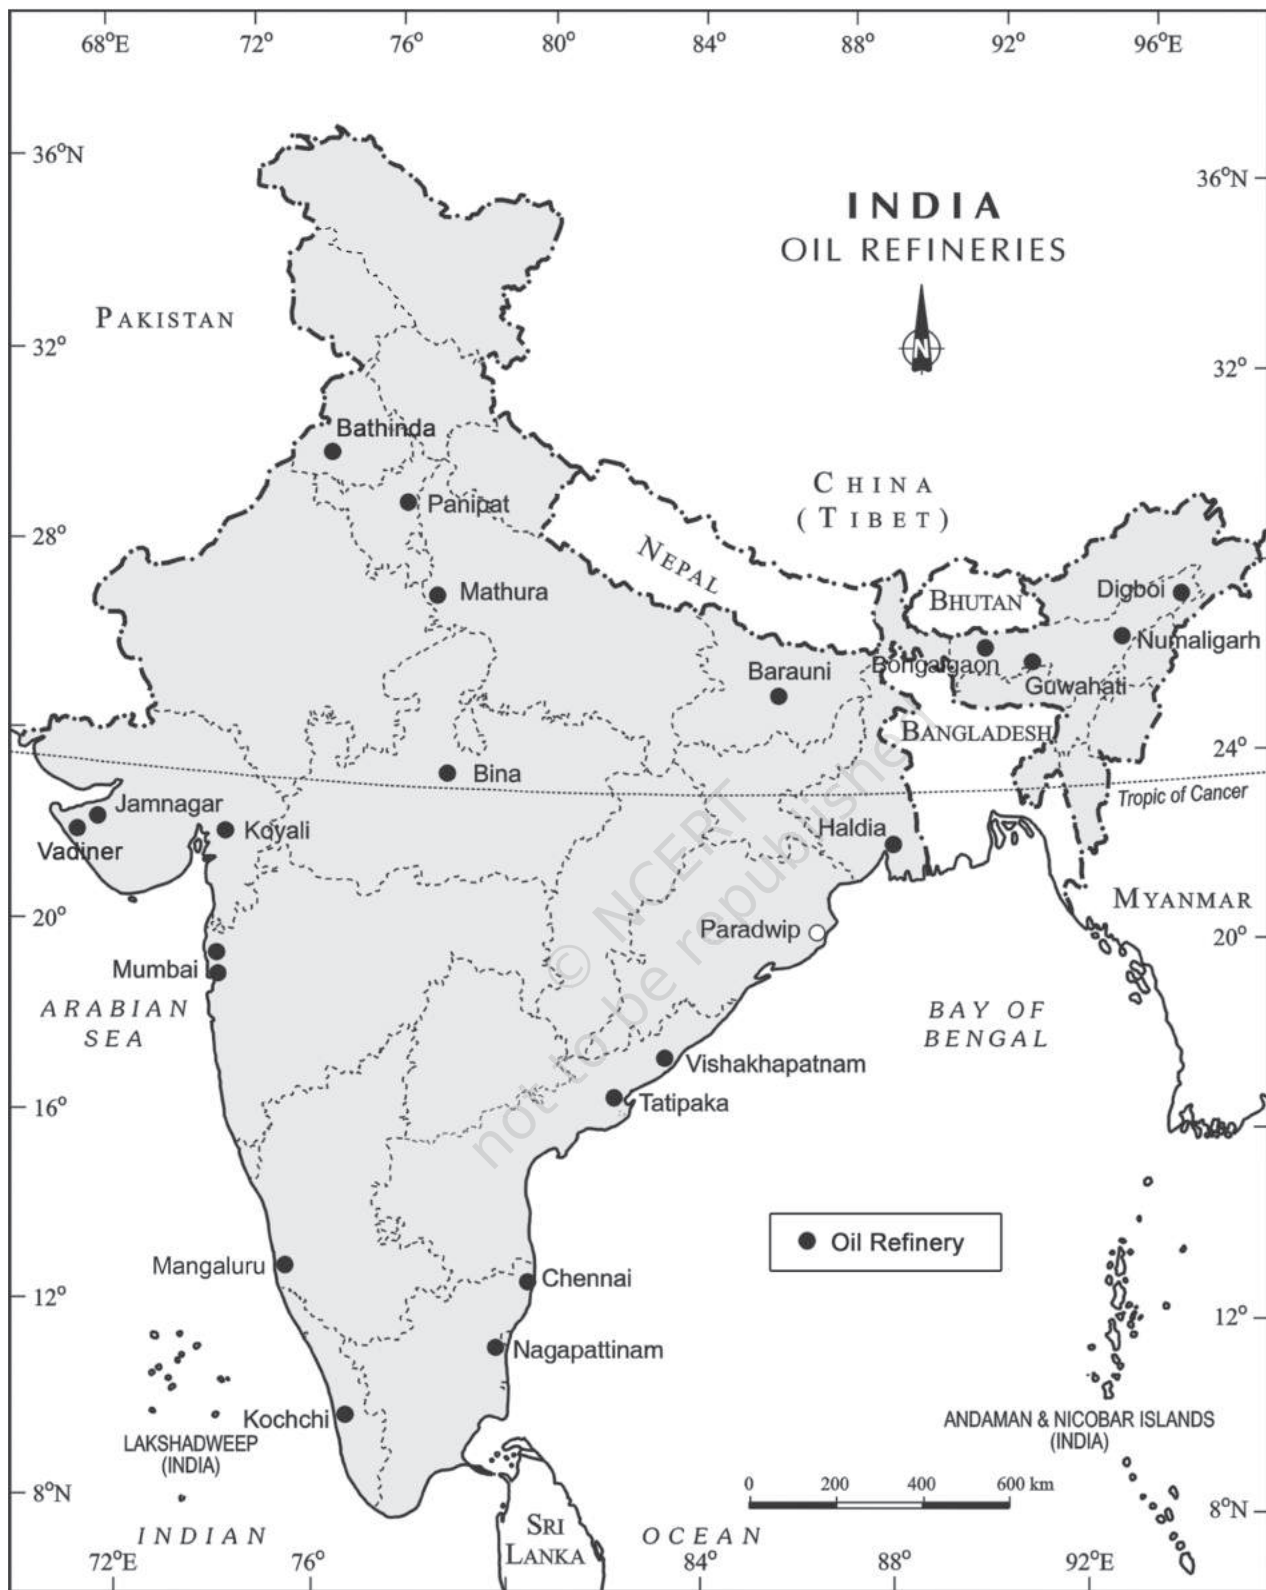 68°E 72° 76° 80° 84° 88° 92° 96°E
36°N
36°N
INDIA
OIL REFINERIES
N
PAKISTAN
32°
32°
Bathinda
Panipat
CHINA
(TIBET)
28°
NEPAL
Mathura
BHUTAN
Digboi
Numaligarh
Bongaigaon
Guwahati
Barauni
BANGLADESH
24°
Bina
Tropic of Cancer
Jamnagar
Vadiner
Koyali
Haldia
MYANMAR
20°
20°
Paradwip
Mumbai
ARABIAN
SEA
BAY OF
BENGAL
© NCERT
not to be republished
Vishakhapatnam
Tatipaka
16°
Oil Refinery
Mangaluru
Chennai
12°
12°
Nagapattinam
Kochchi
LAKSHADWEEP
(INDIA)
ANDAMAN & NICOBAR ISLANDS
(INDIA)
0 200 400 600 km
8°N
8°N
INDIAN
OCEAN
SRI
LANKA
72°E 76° 84° 88° 92°E